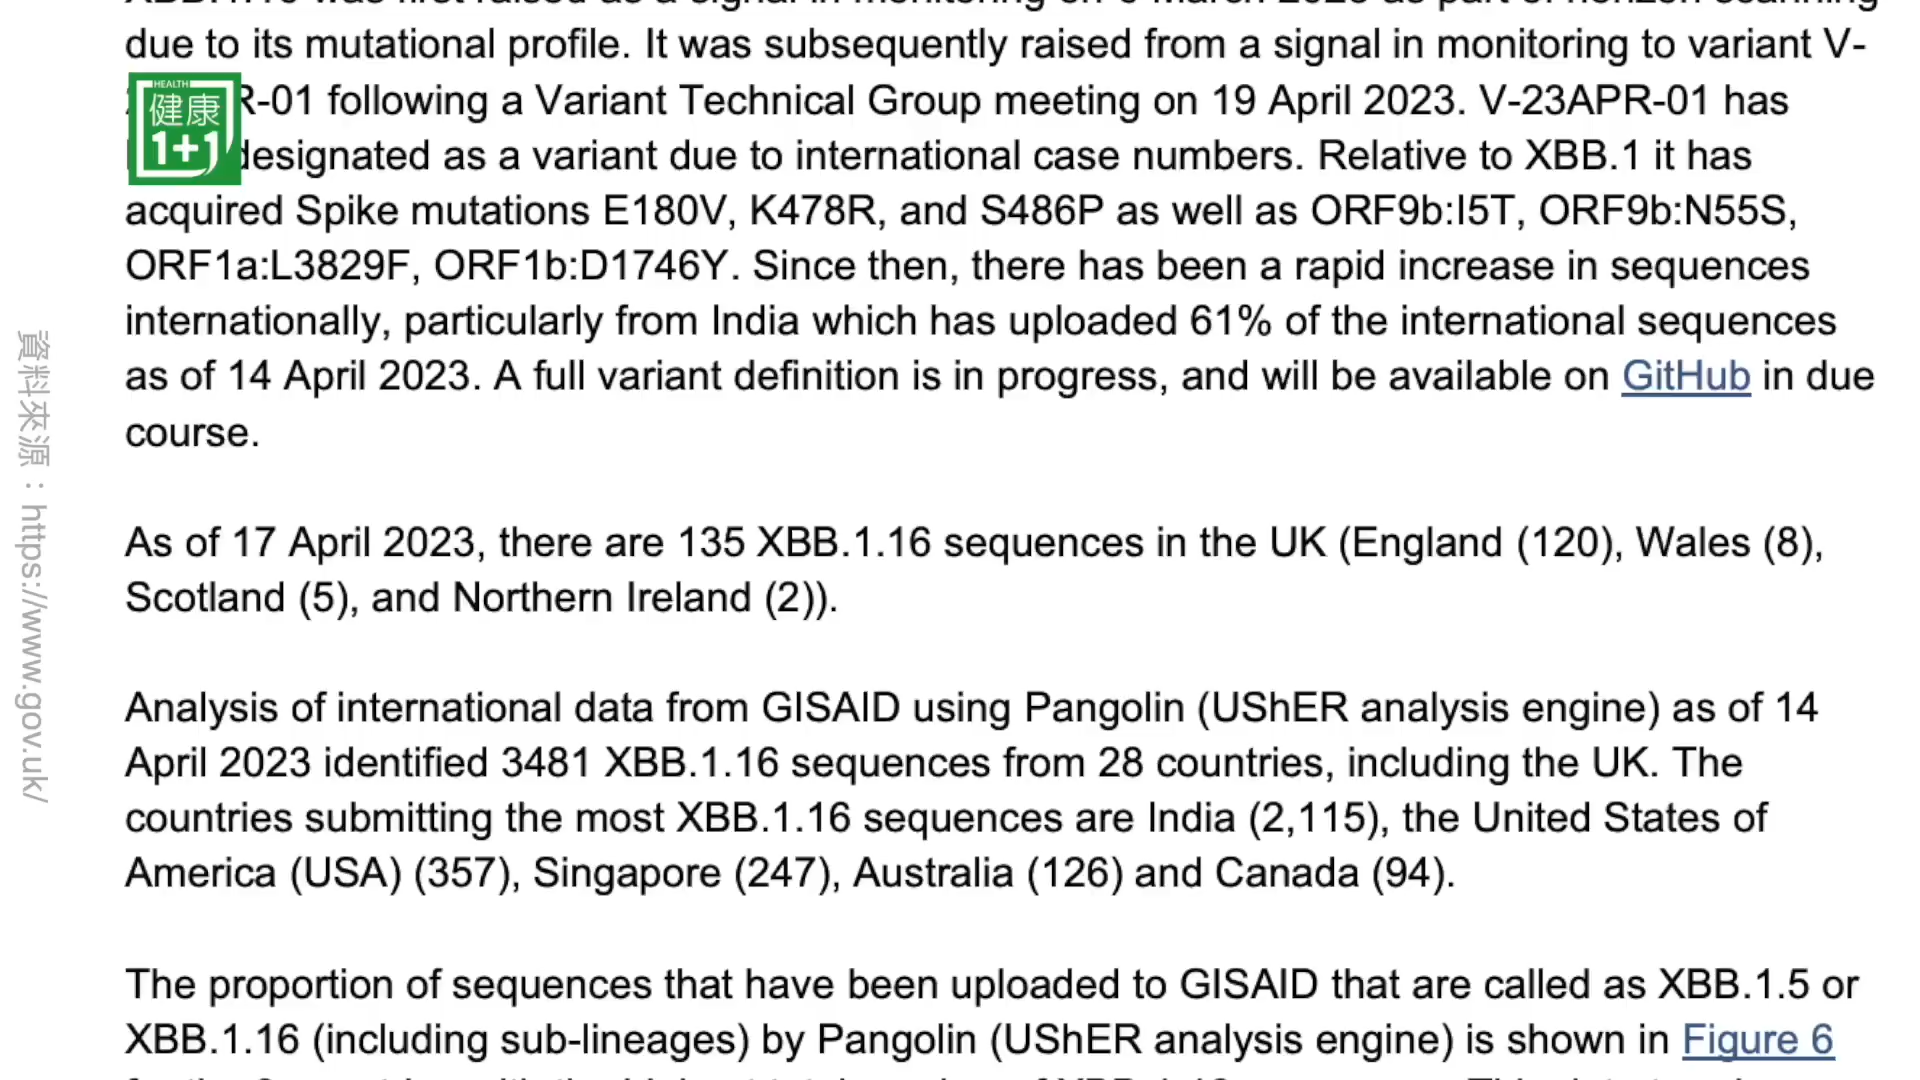 due to its mutational profile. It was subsequently raised from a signal in monitoring to variant V-
R-01 following a Variant Technical Group meeting on 19 April 2023. V-23APR-01 has
designated as a variant due to international case numbers. Relative to XBB.1 it has
acquired Spike mutations E180V, K478R, and S486P as well as ORF9b:I5T, ORF9b:N55S,
ORF1a:L3829F, ORF1b:D1746Y. Since then, there has been a rapid increase in sequences
internationally, particularly from India which has uploaded 61% of the international sequences
as of 14 April 2023. A full variant definition is in progress, and will be available on GitHub in due
course.
As of 17 April 2023, there are 135 XBB.1.16 sequences in the UK (England (120), Wales (8),
Scotland (5), and Northern Ireland (2)).
Analysis of international data from GISAID using Pangolin (UShER analysis engine) as of 14
April 2023 identified 3481 XBB.1.16 sequences from 28 countries, including the UK. The
countries submitting the most XBB.1.16 sequences are India (2,115), the United States of
America (USA) (357), Singapore (247), Australia (126) and Canada (94).
The proportion of sequences that have been uploaded to GISAID that are called as XBB.1.5 or
XBB.1.16 (including sub-lineages) by Pangolin (UShER analysis engine) is shown in Figure 6
HEALTH
健康
1+1
資料來源：https://www.gov.uk/